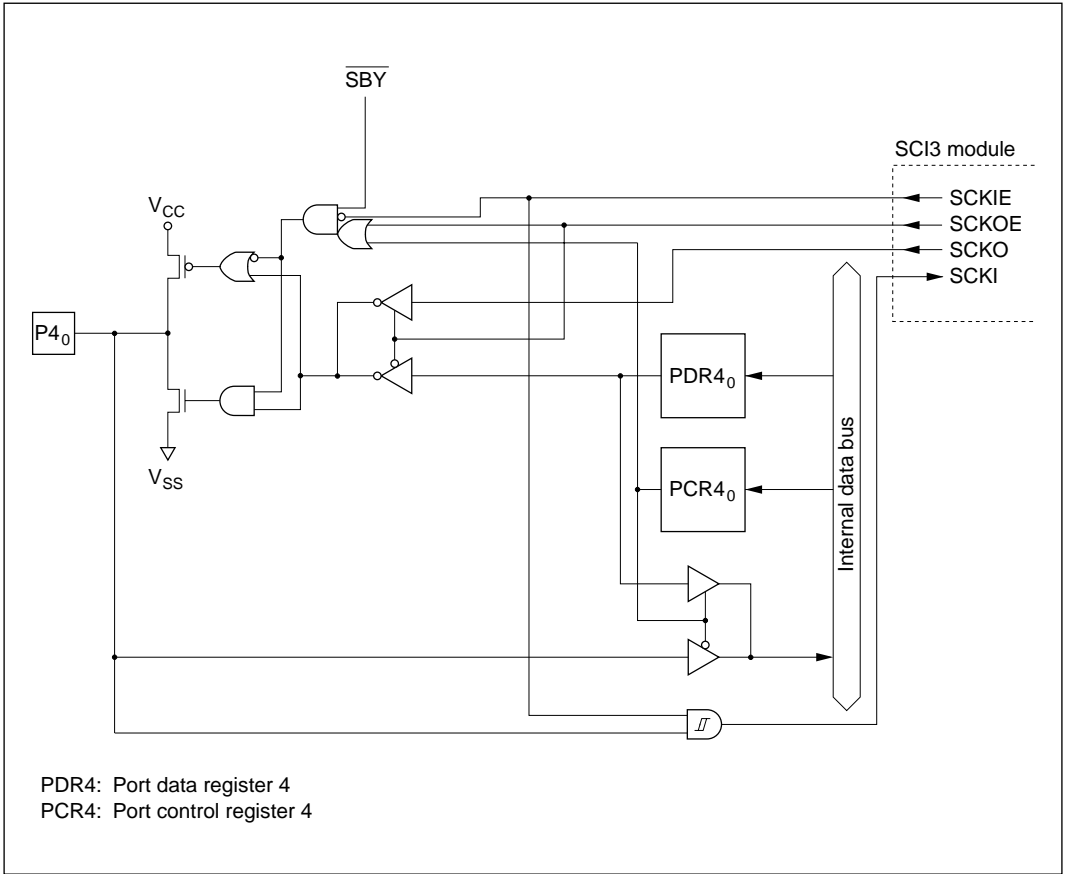 SBY
SCI3 module
SCKIE
SCKOE
SCKO
SCKI
VCC
P40
VSS
PDR40
PCR40
Internal data bus
PDR4: Port data register 4
PCR4: Port control register 4